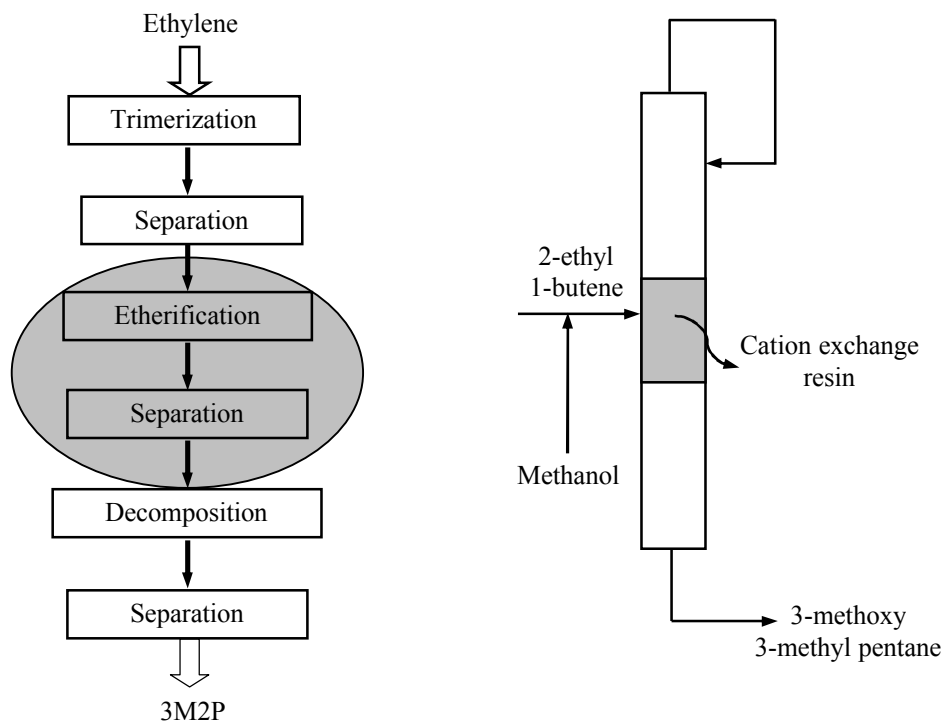 Ethylene
Trimerization
Separation
Etherification
Separation
Decomposition
Separation
3M2P
2-ethyl
1-butene
Methanol
Cation exchange
resin
3-methoxy
3-methyl pentane